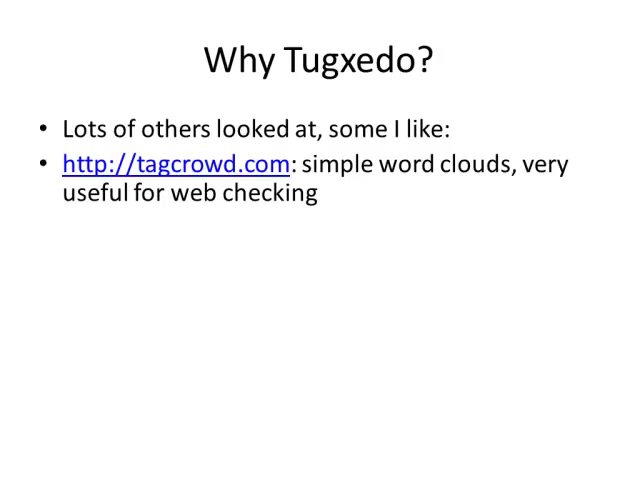 Why Tugxedo?
• Lots of others looked at, some I like:
• http://tagcrowd.com: simple word clouds, very
useful for web checking